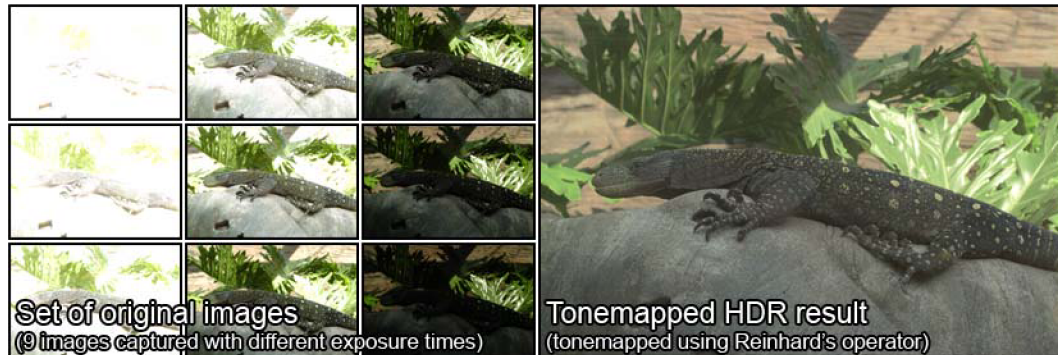 Set of original images
(9 images captured with different exposure times)
Tonemapped HDR result
(tonemapped using Reinhard's operator)